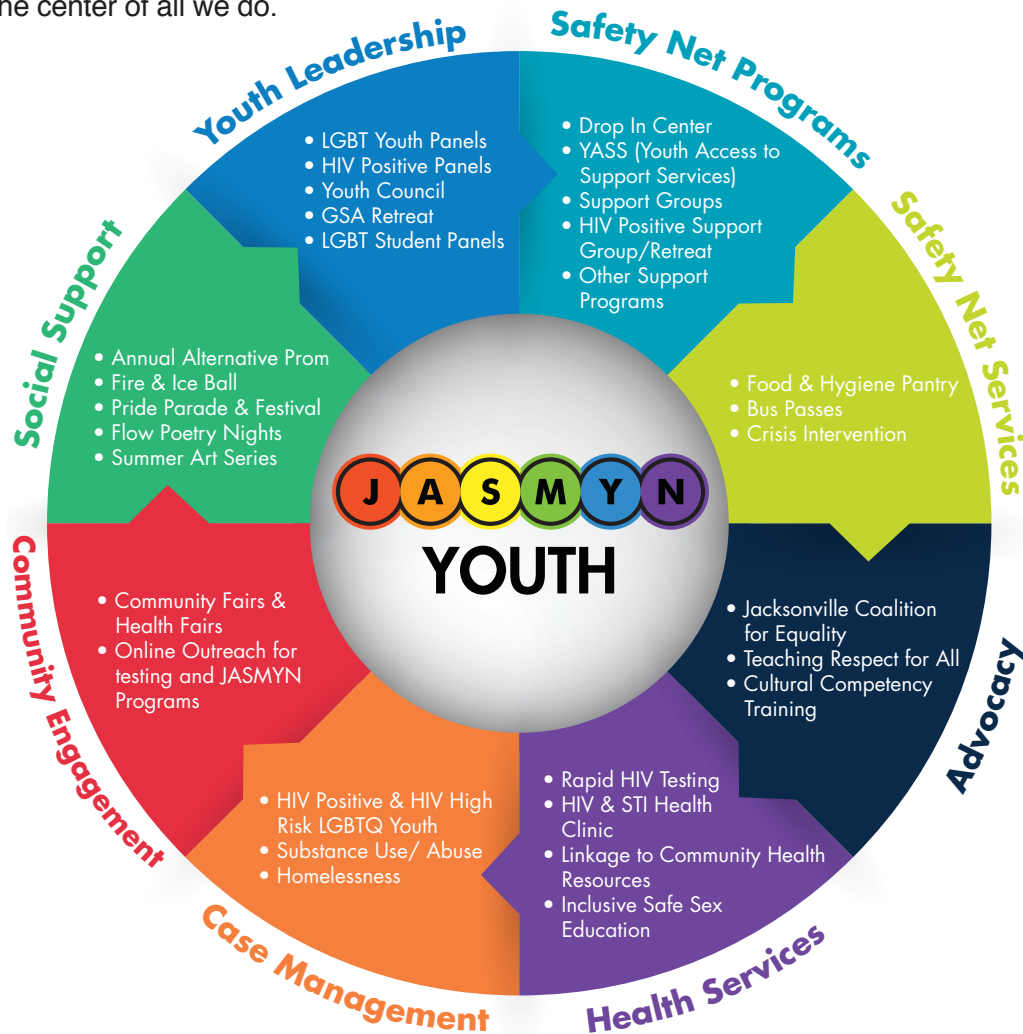 he center of all we do.
Youth Leadership
• LGBT Youth Panels
• HIV Positive Panels
• Youth Council
• GSA Retreat
• LGBT Student Panels
Safety Net Programs
• Drop In Center
• YASS (Youth Access to
Support Services)
• Support Groups
• HIV Positive Support
Group/Retreat
• Other Support
Programs
Safety Net Services
• Food & Hygiene Pantry
• Bus Passes
• Crisis Intervention
Advocacy
• Jacksonville Coalition
for Equality
• Teaching Respect for All
• Cultural Competency
Training
Health Services
• Rapid HIV Testing
• HIV & STI Health
Clinic
• Linkage to Community Health
Resources
• Inclusive Safe Sex
Education
Case Management
• HIV Positive & HIV High
Risk LGBTQ Youth
• Substance Use/ Abuse
• Homelessness
Community Engagement
• Community Fairs &
Health Fairs
• Online Outreach for
testing and JASMYN
Programs
Social Support
• Annual Alternative Prom
• Fire & Ice Ball
• Pride Parade & Festival
• Flow Poetry Nights
• Summer Art Series
JASMYN
YOUTH